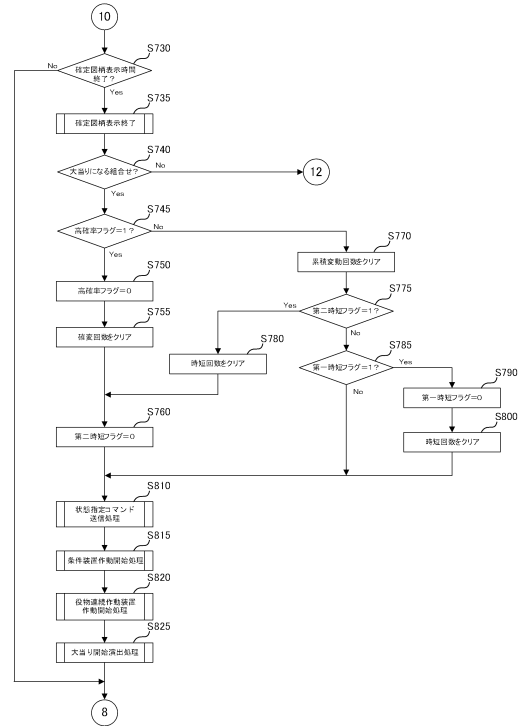 10
S730
確定図柄表示時間
終了？
No
Yes
S735
確定図柄表示終了
S740
大当りになる組合せ？
No
12
Yes
S745
高確率フラグ=1？
No
Yes
S770
累積変動回数をクリア
S750
高確率フラグ=0
S775
第二時短フラグ=1？
Yes
No
S755
確変回数をクリア
S780
時短回数をクリア
S785
第一時短フラグ=1？
Yes
No
S790
第一時短フラグ=0
S760
第二時短フラグ=0
S800
時短回数をクリア
S810
状態指定コマンド
送信処理
S815
条件装置作動開始処理
S820
役物連続作動装置
作動開始処理
S825
大当り開始演出処理
8